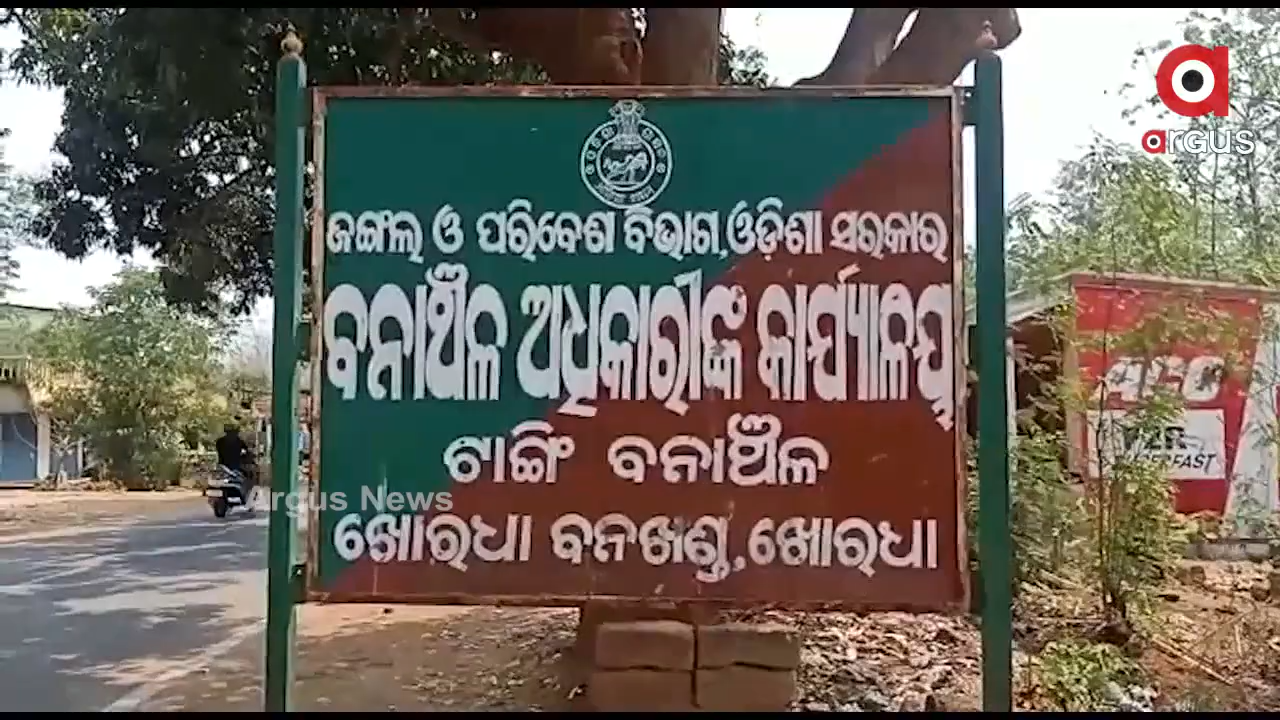 argus
ଜଙ୍ଗଲ ଓ ପରିବେଶ ବିଭାଗ, ଓଡ଼ିଶା ସରକାର
ବନାଞ୍ଚଳ ଅଧିକାରୀଙ୍କ କାର୍ଯ୍ୟାଳୟ
ଟାଙ୍ଗି ବନାଞ୍ଚଳ
Argus News
ଖୋରଧା ବନଖଣ୍ଡ, ଖୋରଧା